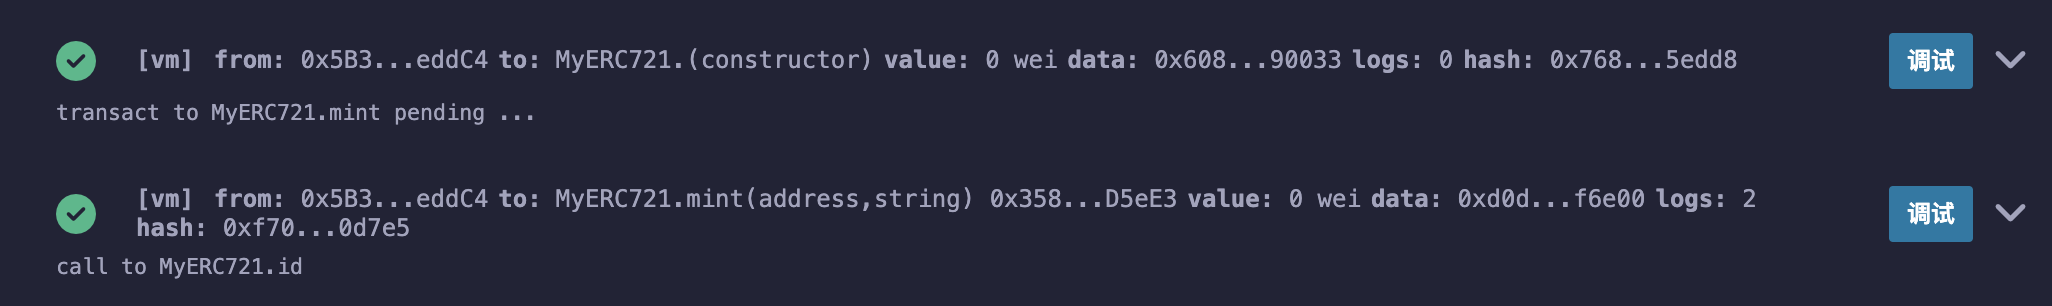 [vm] from: 0x5B3...eddC4 to: MyERC721.(constructor) value: 0 wei data: 0x608...90033 logs: 0 hash: 0x768...5edd8 调试
transact to MyERC721.mint pending ...
[vm] from: 0x5B3...eddC4 to: MyERC721.mint(address,string) 0x358...D5eE3 value: 0 wei data: 0xd0d...f6e00 logs: 2
hash: 0xf70...0d7e5
调试
call to MyERC721.id